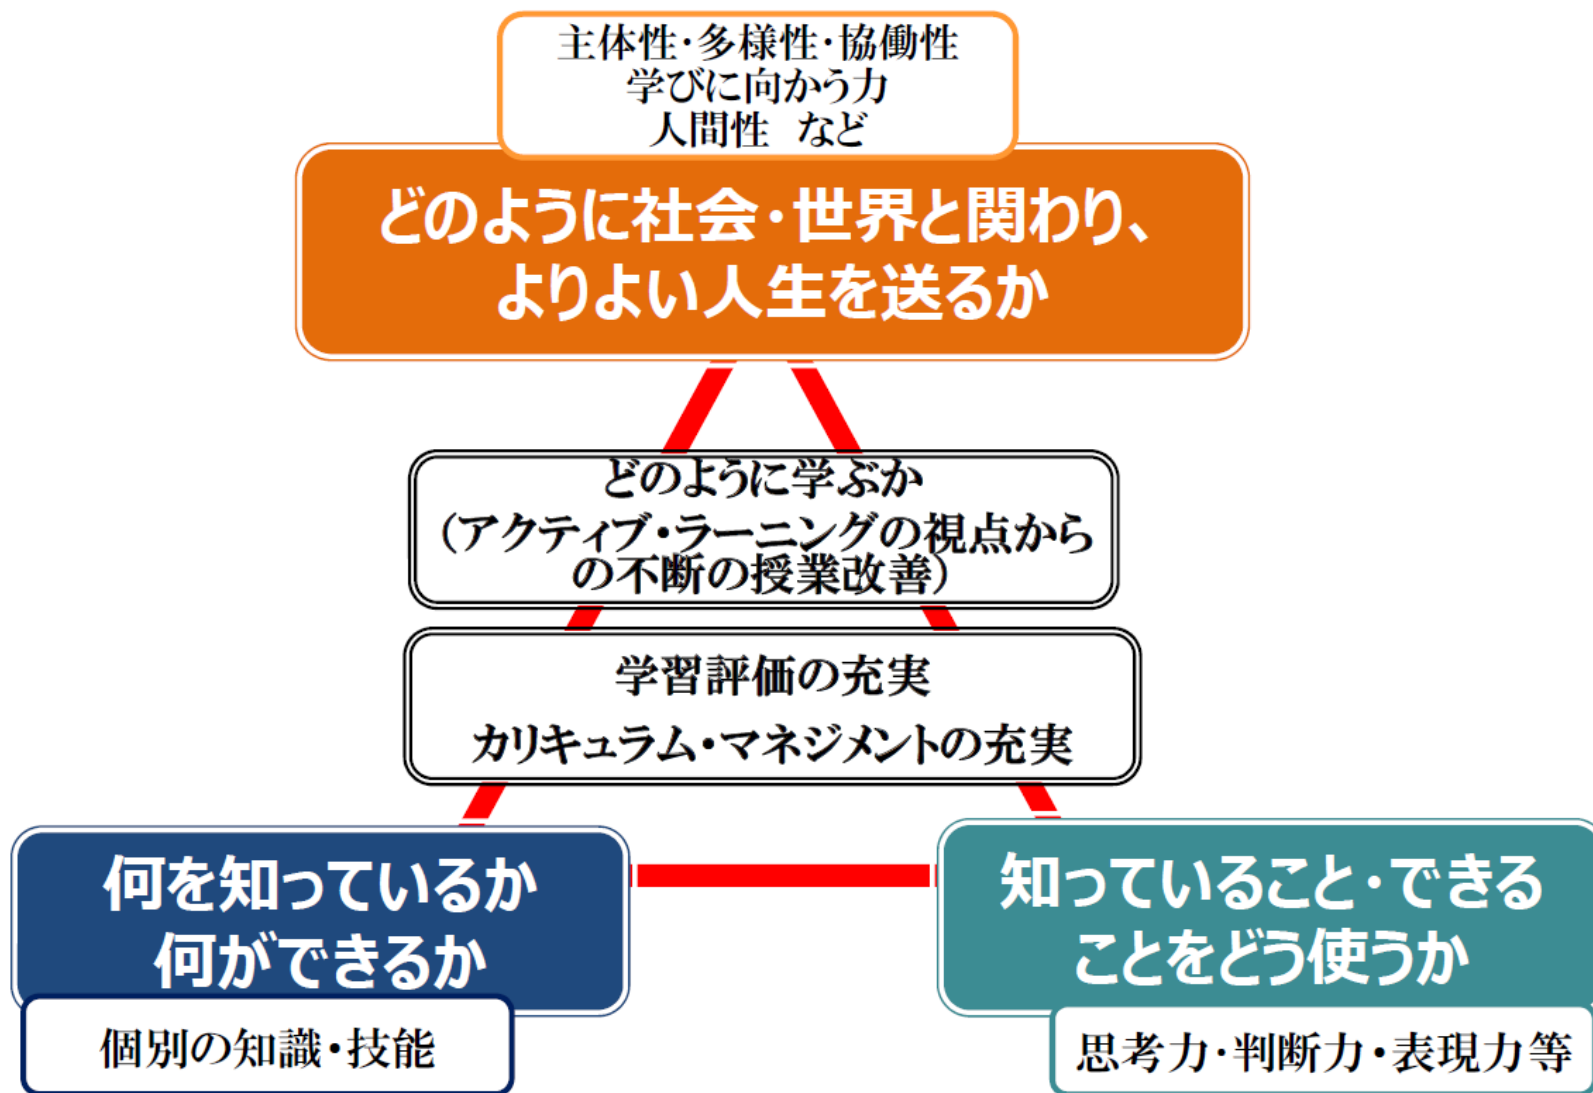 主体性・多様性・協働性
学びに向かう力
人間性 など
どのように社会・世界と関わり、
よりよい人生を送るか
どのように学ぶか
(アクティブ・ラーニングの視点から
の不断の授業改善)
学習評価の充実
カリキュラム・マネジメントの充実
何を知っているか
何ができるか
個別の知識・技能
知っていること・できる
ことをどう使うか
思考力・判断力・表現力等